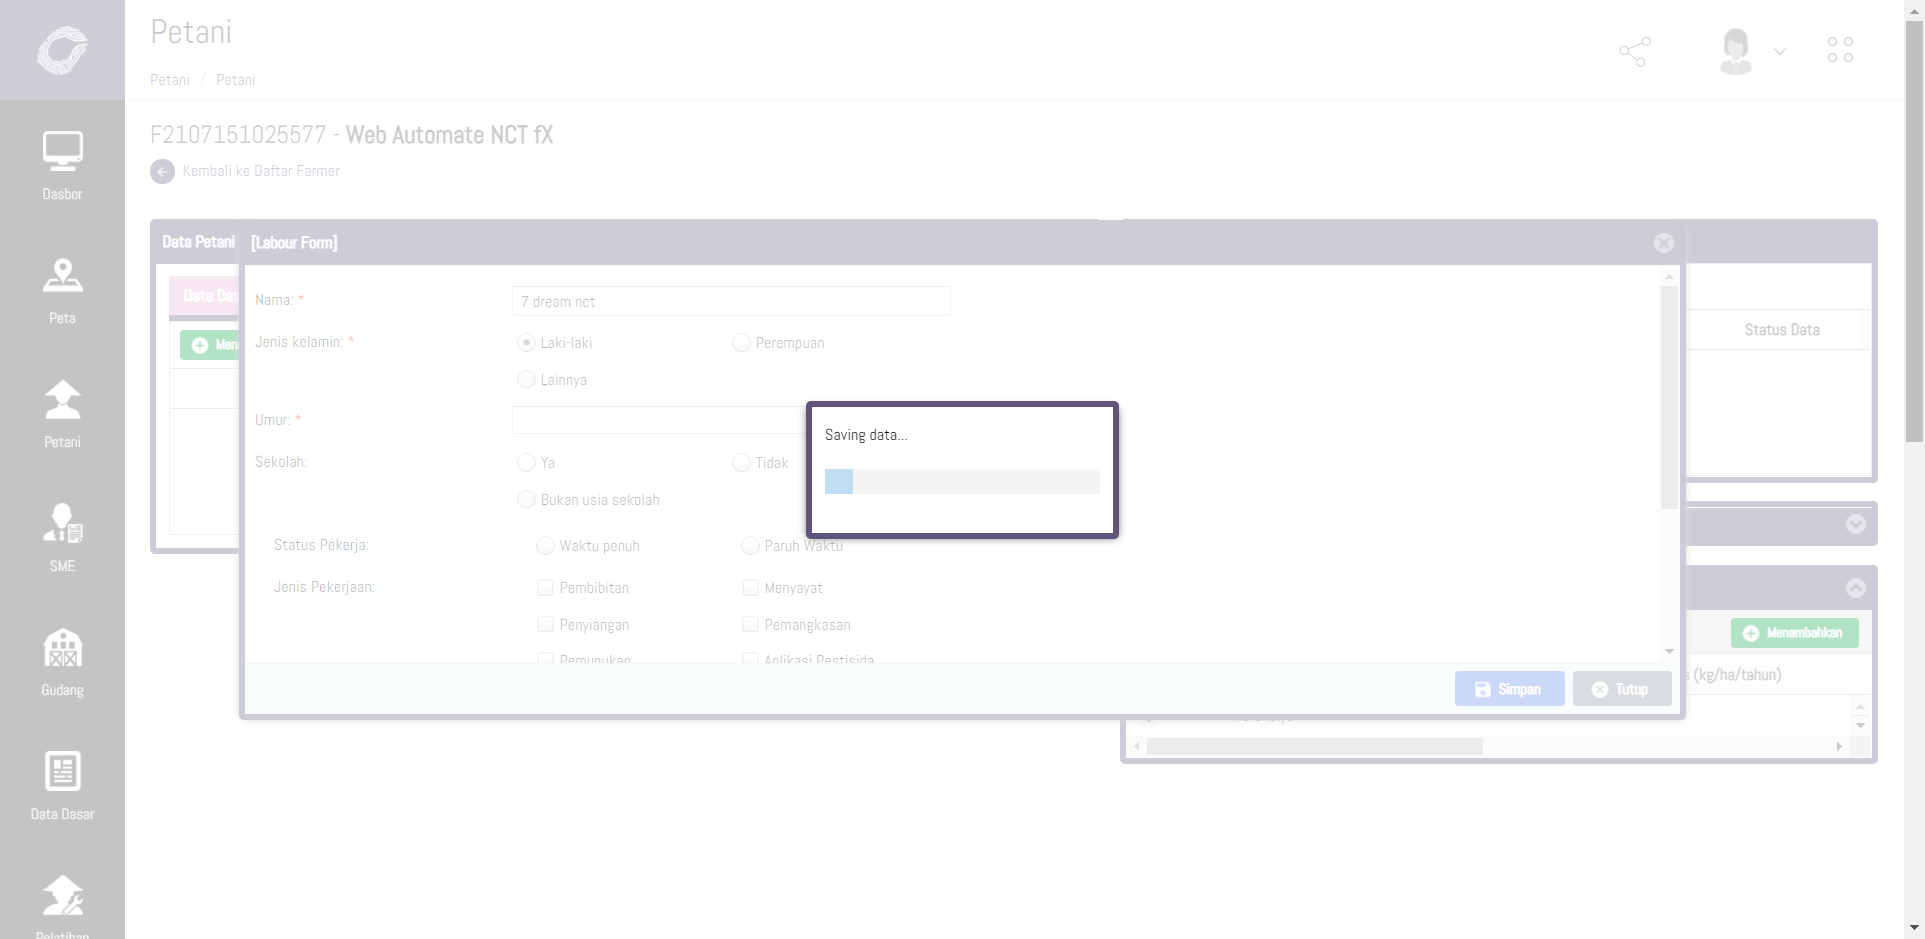 Petani
Petani / Petani
F2107151025577 - Web Automate NCT fX
Kembali ke Daftar Farmer
Dasbor
Peta
Petani
SME
Gudang
Data Dasar
Pelatihan
Data Petani
Data Das
Men
[Labour Form]
Nama: *
7 dream nct
Jenis kelamin: *
Laki-laki
Perempuan
Lainnya
Umur: *
Sekolah:
Ya
Tidak
Bukan usia sekolah
Status Pekerja:
Waktu penuh
Paruh Waktu
Jenis Pekerjaan:
Pembibitan
Menyayat
Penyiangan
Pemangkasan
Pemupukan
Aplikasi Pestisida
Saving data...
Simpan
Tutup
Status Data
Menambahkan
s (kg/ha/tahun)